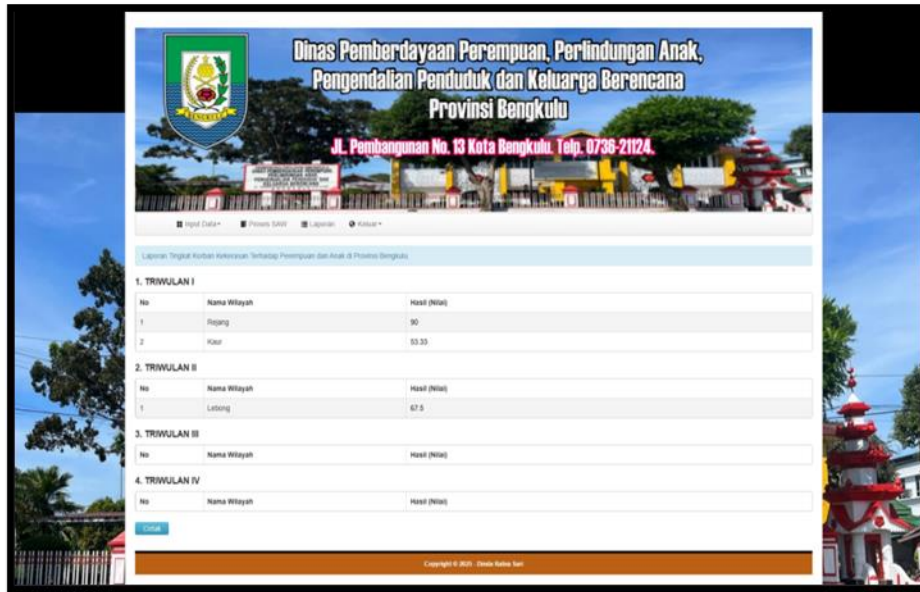 Dinas Pemberdayaan Perempuan, Perlindungan Anak,
Pengendalian Penduduk dan Keluarga Berencana
Provinsi Bengkulu
JL. Pembangunan No. 13 Kota Bengkulu. Telp. 0736-21124.
BENGKULU
Input Data Proses SAW Laporan Keluar
Laporan Tingkat Korban Kekerasan Terhadap Perempuan dan Anak di Provinsi Bengkulu
1. TRIWULAN I
No Nama Wilayah Hasil (Nilai)
1 Rejang 90
2 Kaur 53.33
2. TRIWULAN II
No Nama Wilayah Hasil (Nilai)
1 Lebong 67.5
3. TRIWULAN III
No Nama Wilayah Hasil (Nilai)
4. TRIWULAN IV
No Nama Wilayah Hasil (Nilai)
Cetak
Copyright © 2025 - Sari